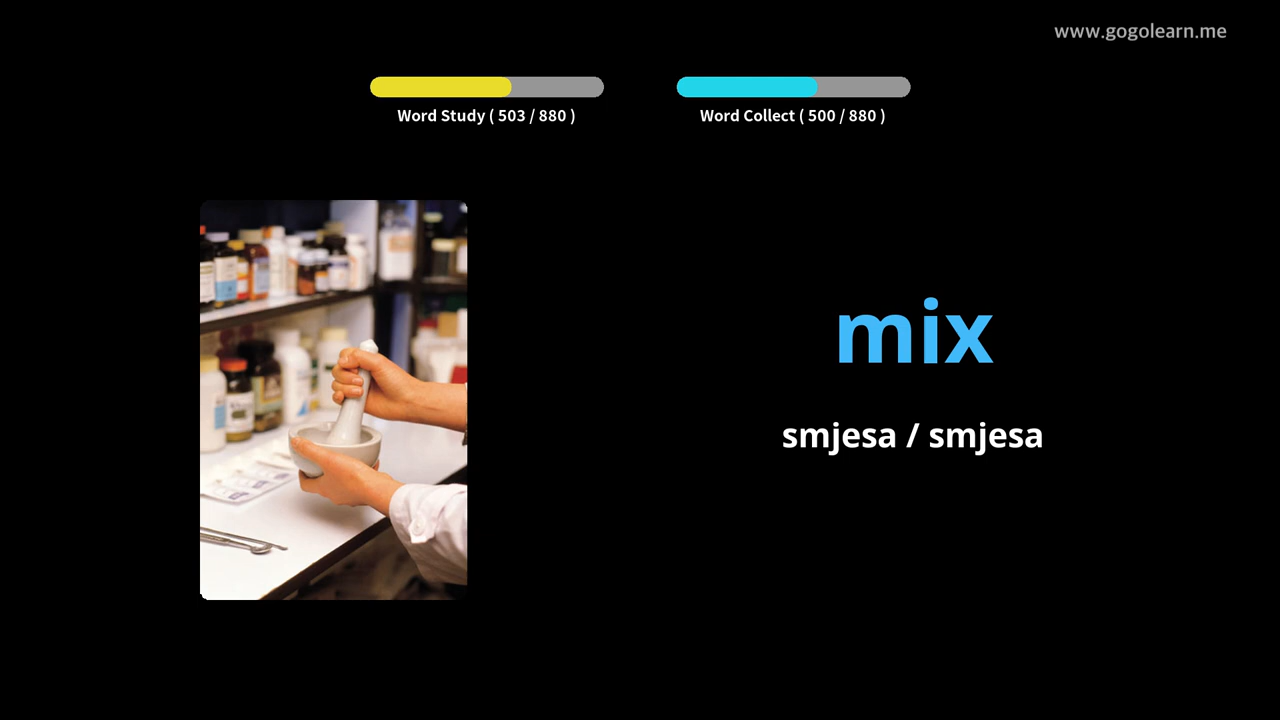 www.gogolearn.me
Word Study ( 503 / 880 )
Word Collect ( 500 / 880 )
mix
smjesa / smjesa